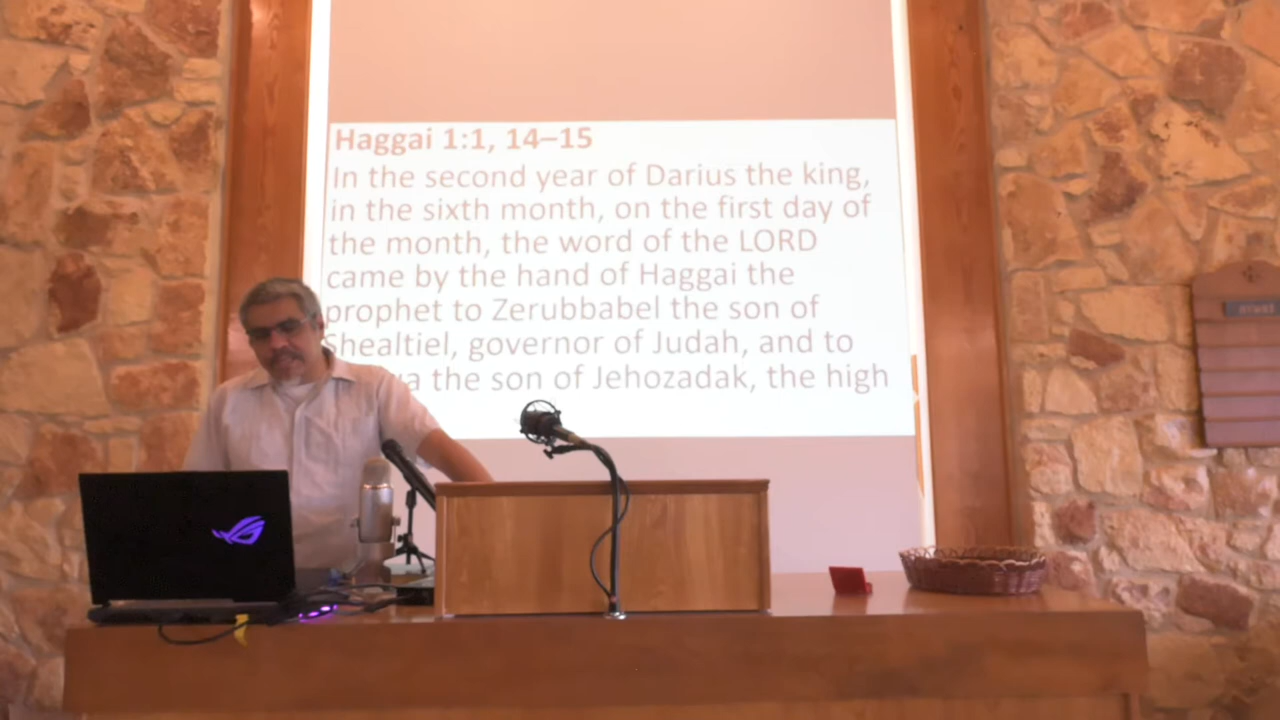 Haggai 1:1, 14–15
In the second year of Darius the king,
in the sixth month, on the first day of
the month, the word of the LORD
came by the hand of Haggai the
prophet to Zerubbabel the son of
Shealtiel, governor of Judah, and to
the son of Jehozadak, the high